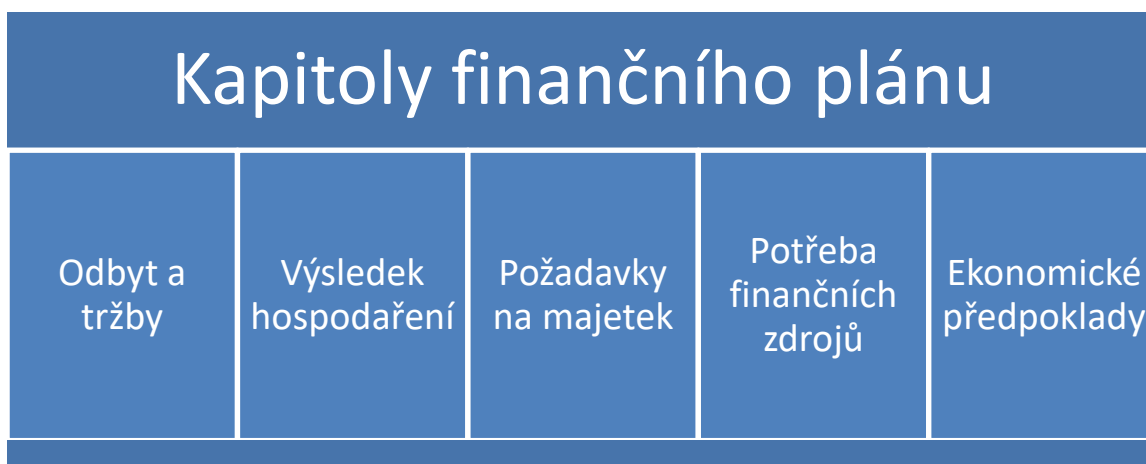 Kapitoly finančního plánu
Odbyt a
tržby
Výsledek
hospodaření
Požadavky
na majetek
Potřeba
finančních
zdrojů
Ekonomické
předpoklady